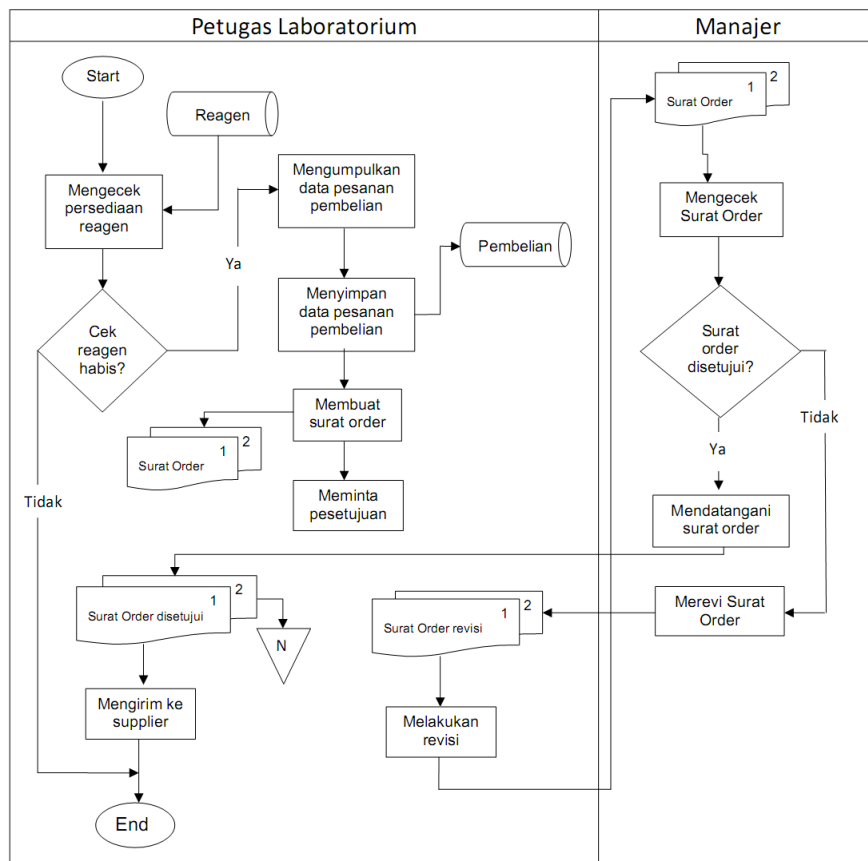 Petugas Laboratorium
Manajer
Start
Reagen
Mengecek
persediaan
reagen
Cek
reagen
habis?
Ya
Tidak
Mengumpulkan
data pesanan
pembelian
Menyimpan
data pesanan
pembelian
Pembelian
Membuat
surat order
1
2
Surat Order
Meminta
pesetujuan
1
2
Surat Order disetujui
N
Mengirim ke
supplier
End
1
2
Surat Order revisi
Melakukan
revisi
1
2
Surat Order
Mengecek
Surat Order
Surat
order
disetujui?
Tidak
Ya
Mendatangani
surat order
Merevi Surat
Order